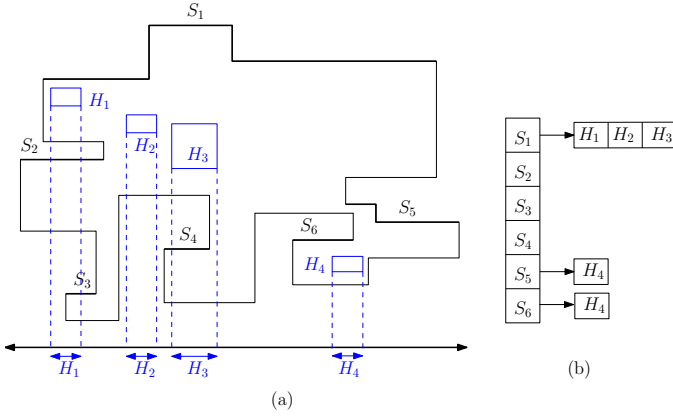 S₁
H₁
S₂
H₂
H₃
S₅
S₆
S₄
H₄
S₃
H₁ H₂ H₃ H₄
(a)
S₁ H₁ H₂ H₃
S₂
S₃
S₄
S₅ H₄
S₆ H₄
(b)